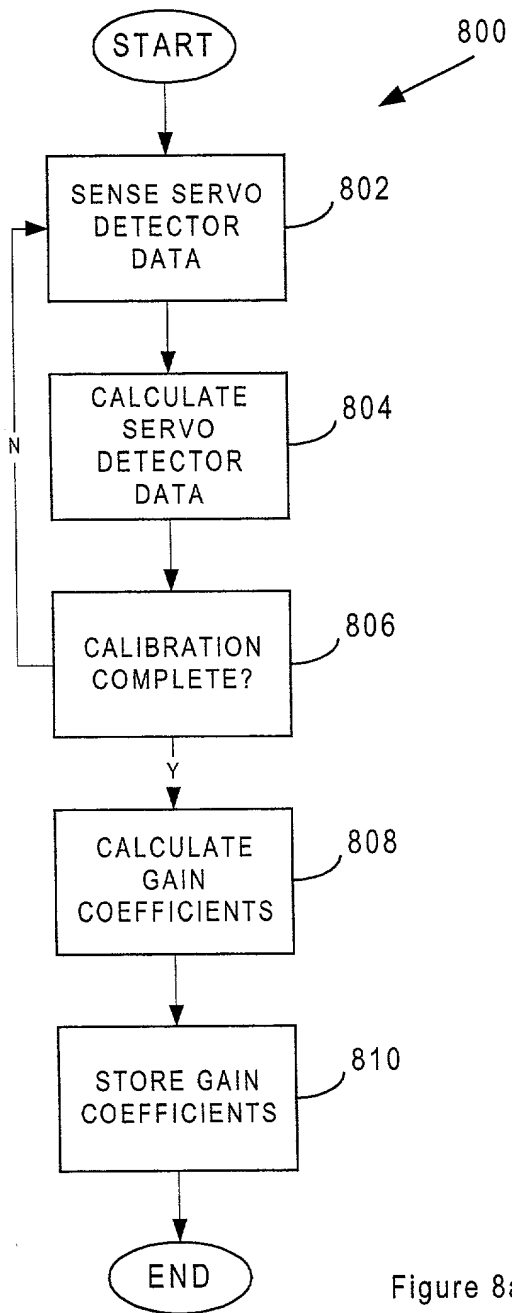 START
800
SENSE SERVO
DETECTOR
DATA
802
CALCULATE
SERVO
DETECTOR
DATA
804
N
CALIBRATION
COMPLETE?
806
Y
CALCULATE
GAIN
COEFFICIENTS
808
STORE GAIN
COEFFICIENTS
810
END
Figure 8a